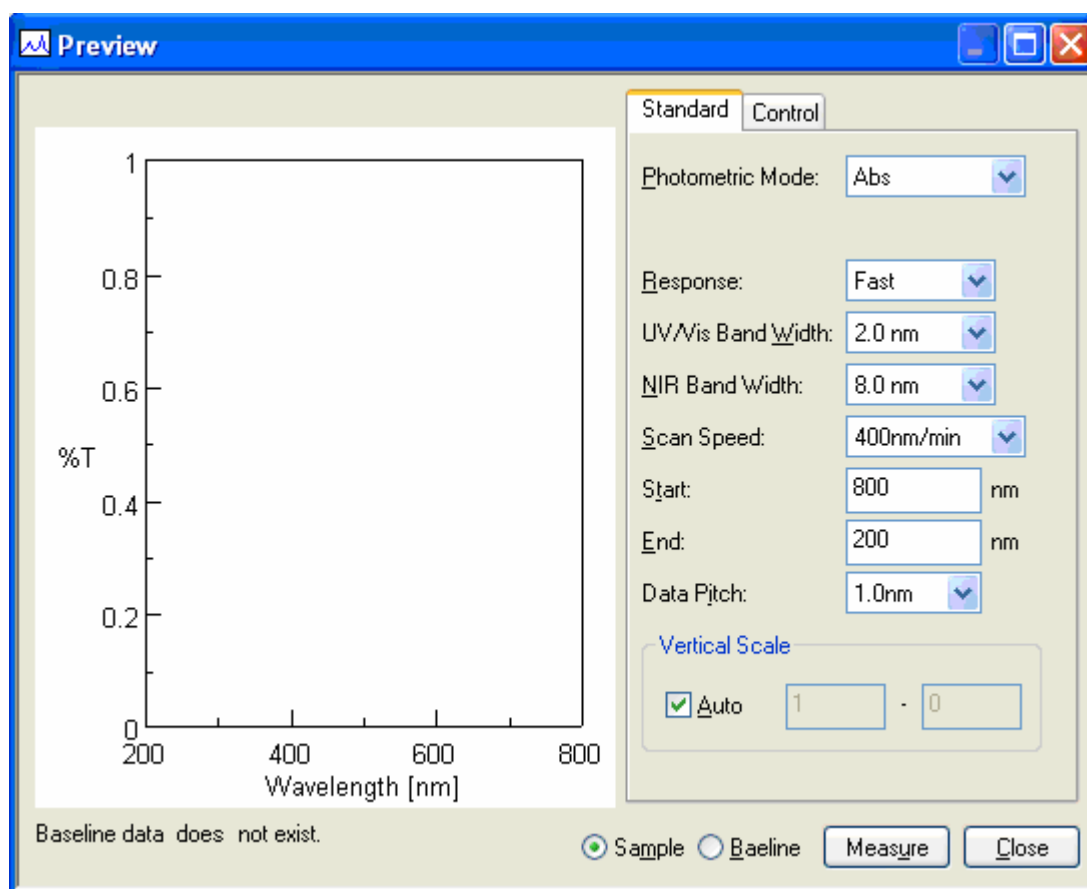 Preview
Standard Control
Photometric Mode: Abs
Response: Fast
UV/Vis Band Width: 2.0 nm
NIR Band Width: 8.0 nm
Scan Speed: 400nm/min
Start: 800 nm
End: 200 nm
Data Pitch: 1.0nm
Vertical Scale
Auto 1 - 0
1
0.8
0.6
%T
0.4
0.2
0
200 400 600 800
Wavelength [nm]
Baseline data does not exist.
Sample Baeline Measure Close